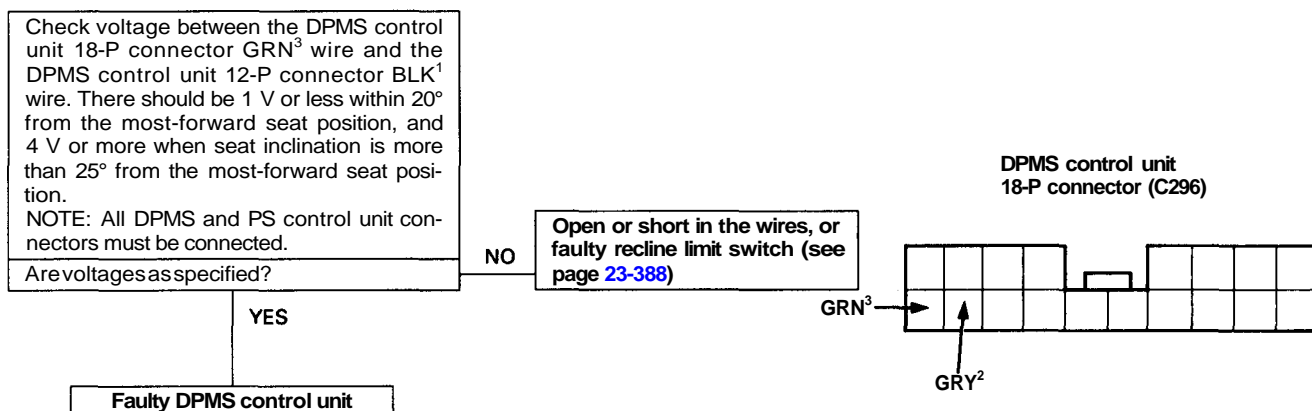 Check voltage between the DPMS control
unit 18-P connector GRN³ wire and the
DPMS control unit 12-P connector BLK¹
wire. There should be 1 V or less within 20°
from the most-forward seat position, and
4 V or more when seat inclination is more
than 25° from the most-forward seat posi-
tion.
NOTE: All DPMS and PS control unit con-
nectors must be connected.
Are voltages as specified?
NO
Open or short in the wires, or
faulty recline limit switch (see
page 23-388)
YES
Faulty DPMS control unit
DPMS control unit
18-P connector (C296)
GRN³
GRY²